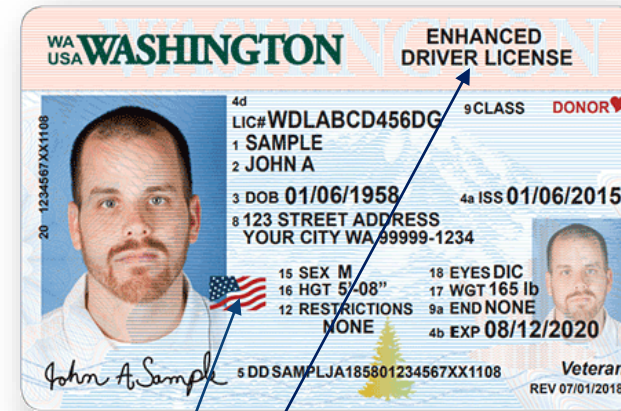 WA
USA WASHINGTON
ENHANCED
DRIVER LICENSE
4d
LIC# WDLABCD456DG
9 CLASS
DONOR
1 SAMPLE
2 JOHN A
3 DOB 01/06/1958
4a ISS 01/06/2015
8 123 STREET ADDRESS
YOUR CITY WA 99999-1234
15 SEX M
18 EYES DIC
16 HGT 5'-08"
17 WGT 165 lb
12 RESTRICTIONS
NONE
9a END NONE
4b EXP 08/12/2020
20 1234567XX1108
John A Sample
5 DD SAMPLJA185801234567XX1108
Veteran
REV 07/01/2018